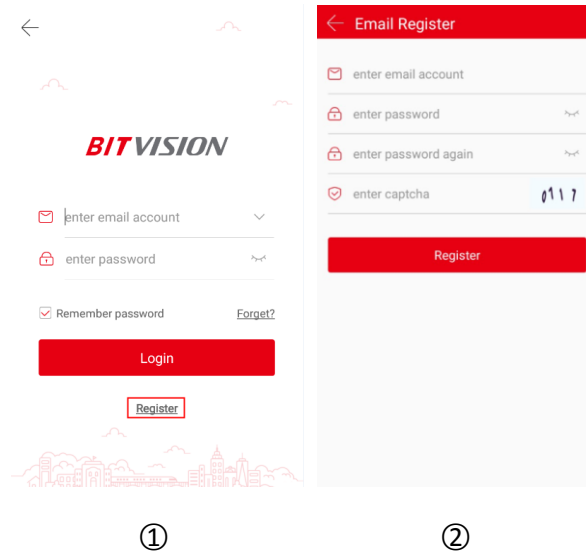 BITVISION
enter email account
enter password
Remember password Forget?
Login
Register
①
Email Register
enter email account
enter password
enter password again
enter captcha 0917
Register
②